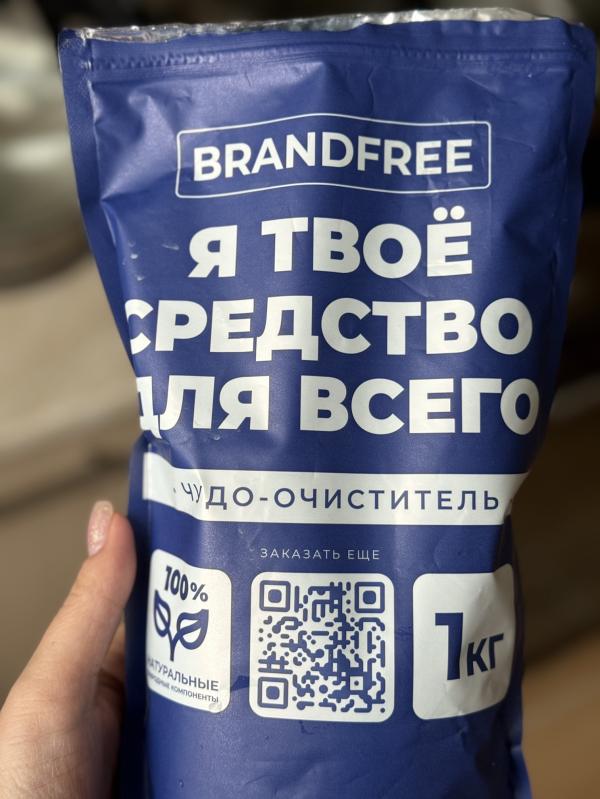 BRANDFREE
Я ТВОЁ
СРЕДСТВО
ДЛЯ ВСЕГО
ЧУДО-ОЧИСТИТЕЛЬ
ЗАКАЗАТЬ ЕЩЕ
100%
НАТУРАЛЬНЫЕ
КОМПОНЕНТЫ
1КГ